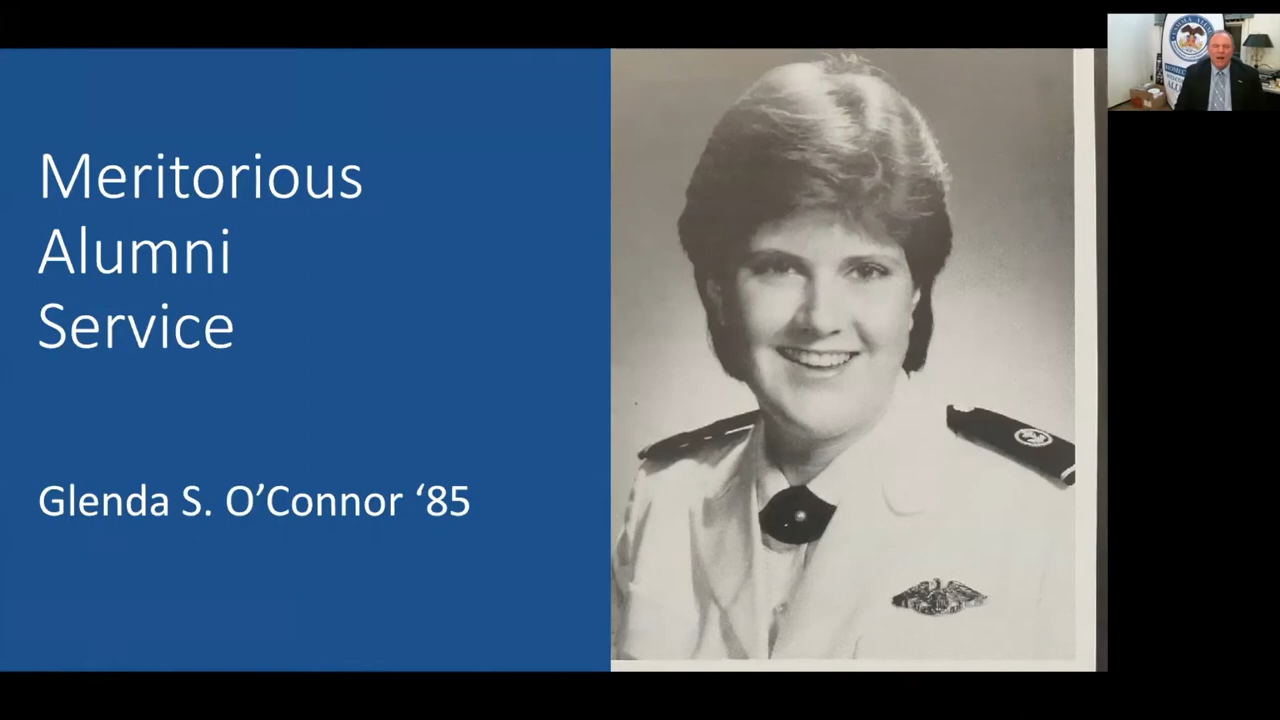 Meritorious
Alumni
Service
Glenda S. O’Connor ‘85